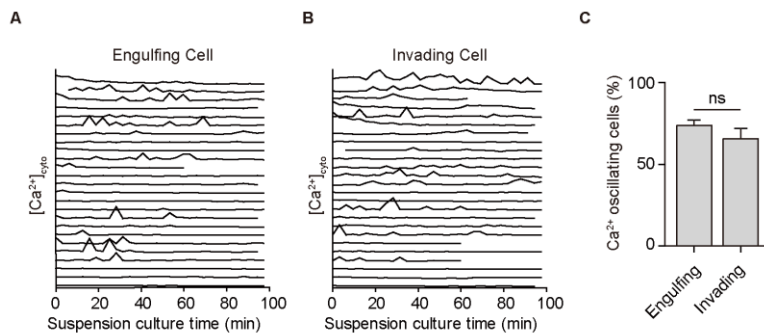 A
Engulfing Cell
[Ca²⁺]cyto
0 20 40 60 80 100
Suspension culture time (min)
B
Invading Cell
[Ca²⁺]cyto
0 20 40 60 80 100
Suspension culture time (min)
C
Ca²⁺ oscillating cells (%)
100
50
0
ns
Engulfing
Invading